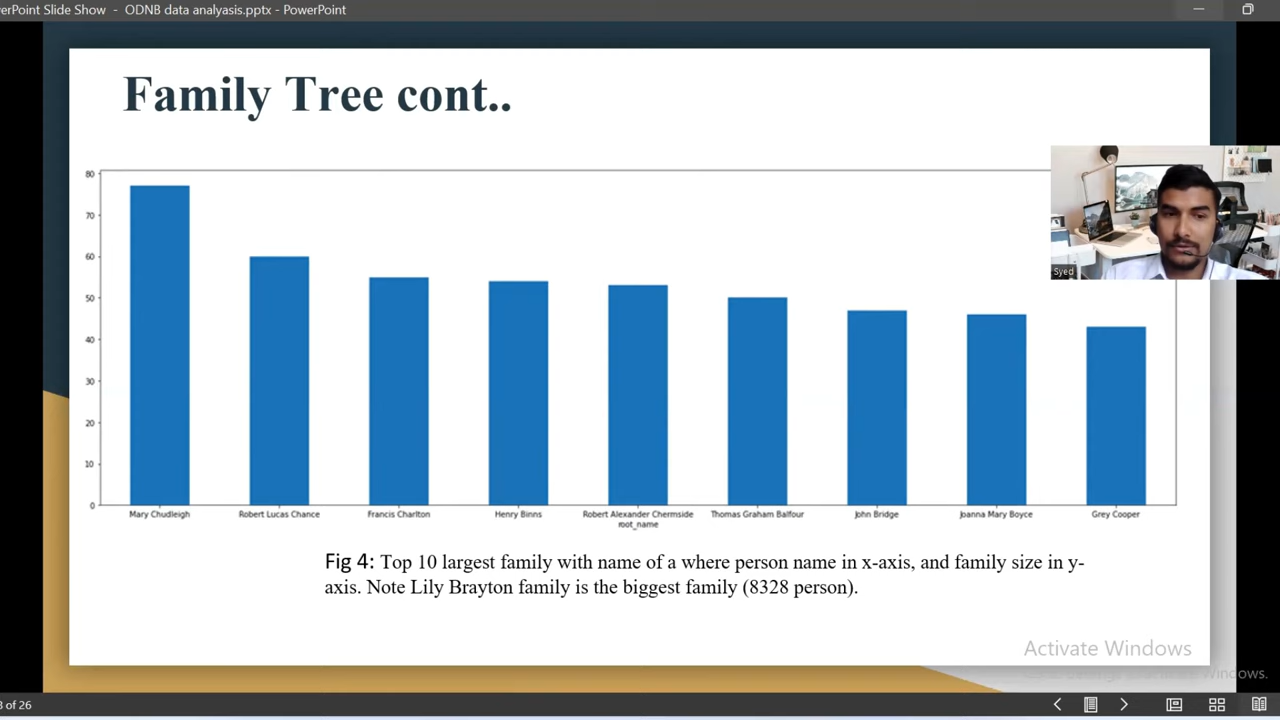 PowerPoint Slide Show - ODNB data analyasis.pptx - PowerPoint
Family Tree cont..
80
70
60
50
40
30
20
10
0
Mary Chudleigh Robert Lucas Chance Francis Charlton Henry Binns Robert Alexander Chermside Thomas Graham Balfour John Bridge Joanna Mary Boyce Grey Cooper
root_name
Syed
Fig 4: Top 10 largest family with name of a where person name in x-axis, and family size in y-
axis. Note Lily Brayton family is the biggest family (8328 person).
Activate Windows
of 26